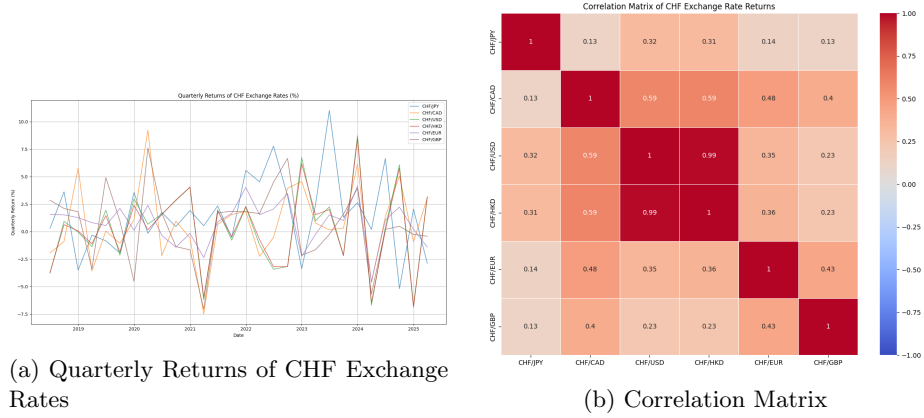 Quarterly Returns of CHF Exchange Rates (%)
CHF/JPY
CHF/CAD
CHF/USD
CHF/HKD
CHF/EUR
CHF/GBP
Quarterly Return (%)
10.0
7.5
5.0
2.5
0.0
−2.5
−5.0
−7.5
2019 2020 2021 2022 2023 2024 2025
Date
(a) Quarterly Returns of CHF Exchange
Rates
Correlation Matrix of CHF Exchange Rate Returns
CHF/JPY 1 0.13 0.32 0.31 0.14 0.13
CHF/CAD 0.13 1 0.59 0.59 0.48 0.4
CHF/USD 0.32 0.59 1 0.99 0.35 0.23
CHF/HKD 0.31 0.59 0.99 1 0.36 0.23
CHF/EUR 0.14 0.48 0.35 0.36 1 0.43
CHF/GBP 0.13 0.4 0.23 0.23 0.43 1
CHF/JPY CHF/CAD CHF/USD CHF/HKD CHF/EUR CHF/GBP
1.00
0.75
0.50
0.25
0.00
−0.25
−0.50
−0.75
−1.00
(b) Correlation Matrix